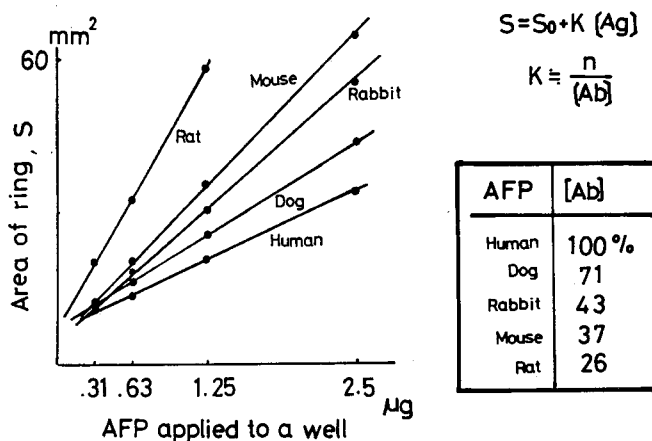 mm²
60
Area of ring, S
Rat
Mouse
Rabbit
Dog
Human
.31 .63 1.25 2.5
μg
AFP applied to a well
S=S₀+K [Ag]
K ≒ n
[Ab]
AFP [Ab]
Human 100%
Dog 71
Rabbit 43
Mouse 37
Rat 26